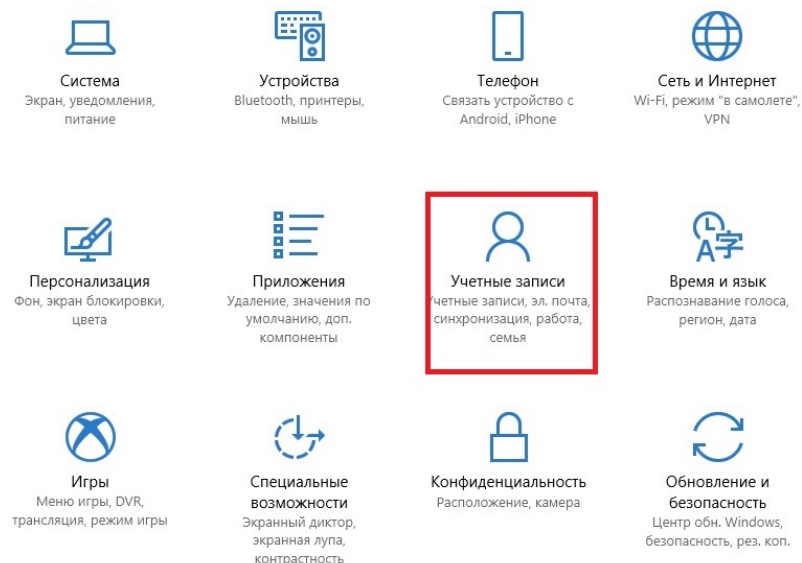 Система
Экран, уведомления,
питание
Устройства
Bluetooth, принтеры,
мышь
Телефон
Связать устройство с
Android, iPhone
Сеть и Интернет
Wi-Fi, режим "в самолете",
VPN
Персонализация
Фон, экран блокировки,
цвета
Приложения
Удаление, значения по
умолчанию, доп.
компоненты
Учетные записи
Учетные записи, эл. почта,
синхронизация, работа,
семья
Время и язык
Распознавание голоса,
регион, дата
Игры
Меню игры, DVR,
трансляция, режим игры
Специальные
возможности
Экранный диктор,
экранная лупа,
контрастность
Конфиденциальность
Расположение, камера
Обновление и
безопасность
Центр обн. Windows,
безопасность, рез. коп.